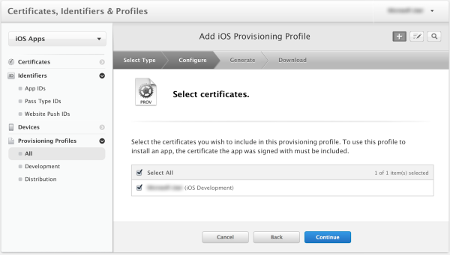 Certificates, Identifiers & Profiles
iOS Apps
Add iOS Provisioning Profile
Certificates
Identifiers
App IDs
Pass Type IDs
Website Push IDs
Devices
Provisioning Profiles
All
Development
Distribution
Select Type
Configure
Generate
Download
PROV
Select certificates.
Select the certificates you wish to include in this provisioning profile. To use this profile to
install an app, the certificate the app was signed with must be included.
Select All
1 of 1 item(s) selected
(iOS Development)
Cancel
Back
Continue